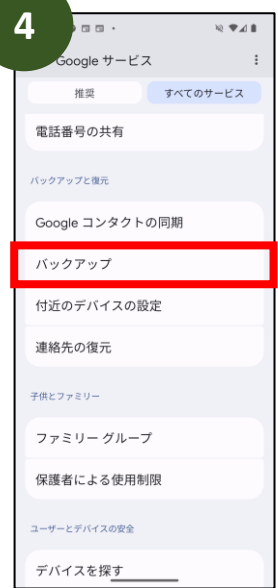 4
Google サービス
推奨
すべてのサービス
電話番号の共有
バックアップと復元
Google コンタクトの同期
バックアップ
付近のデバイスの設定
連絡先の復元
子供とファミリー
ファミリー グループ
保護者による使用制限
ユーザーとデバイスの安全
デバイスを探す